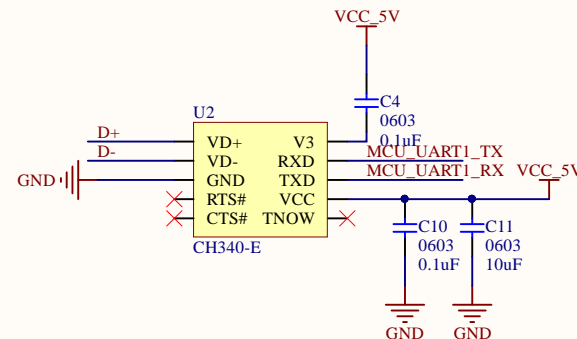 VCC_5V
U2
C4
0603
0.1uF
D+
D-
GND
VD+
VD-
GND
RTS#
CTS#
V3
RXD
TXD
VCC
TNOW
MCU_UART1_TX
MCU_UART1_RX
VCC_5V
CH340-E
C10
0603
0.1uF
C11
0603
10uF
GND
GND